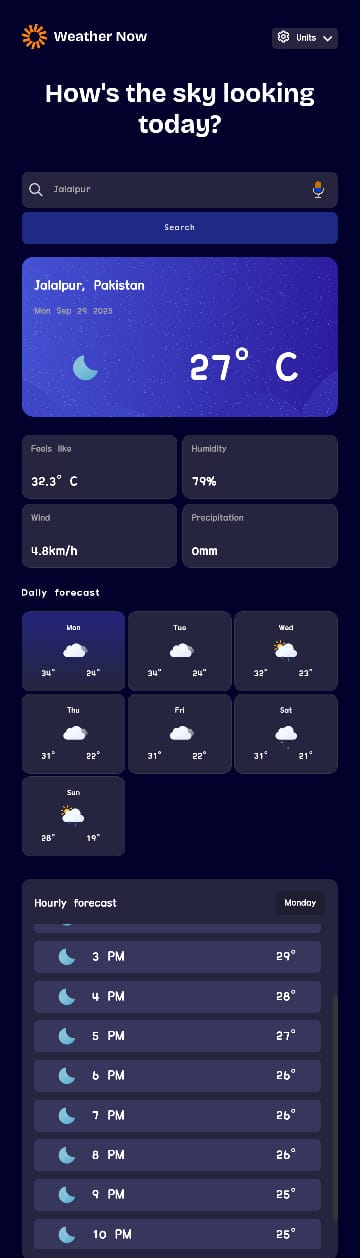 Weather Now
Units
How's the sky looking
today?
Jalalpur
Search
Jalalpur, Pakistan
Mon Sep 29 2025
27° C
Feels like
Humidity
32.3° C
79%
Wind
Precipitation
4.8km/h
0mm
Daily forecast
Mon
Tue
Wed
34° 24°
34° 24°
32° 23°
Thu
Fri
Sat
31° 22°
31° 22°
31° 21°
Sun
28° 19°
Hourly forecast
Monday
3 PM 29°
4 PM 28°
5 PM 27°
6 PM 26°
7 PM 26°
8 PM 26°
9 PM 25°
10 PM 25°